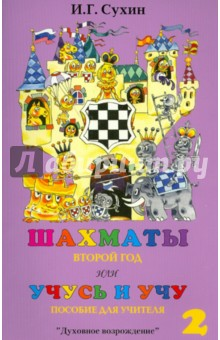 И.Г. Сухин
ШАХМАТЫ
ВТОРОЙ ГОД
ИЛИ
УЧУСЬ И УЧУ
ПОСОБИЕ ДЛЯ УЧИТЕЛЯ
2
"Духовное возрождение"